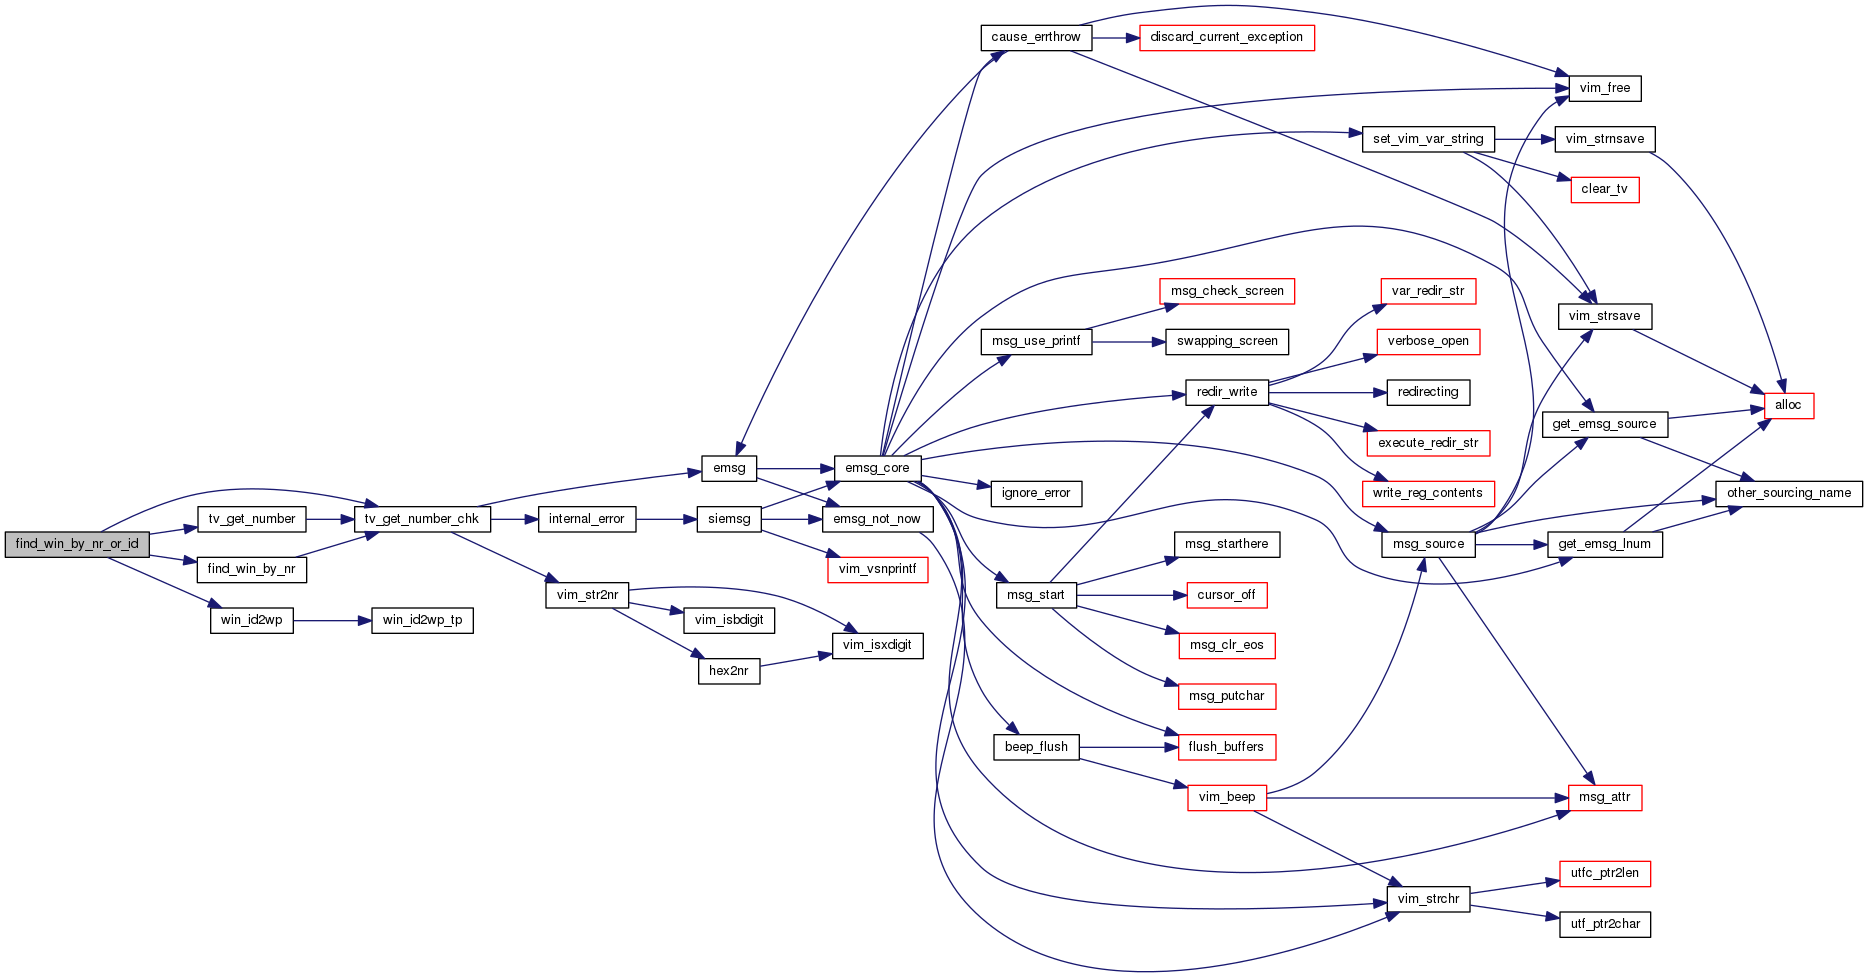 find_win_by_nr_or_id
tv_get_number
find_win_by_nr
win_id2wp
tv_get_number_chk
win_id2wp_tp
internal_error
vim_str2nr
emsg
siemsg
vim_isbdigit
hex2nr
emsg_core
emsg_not_now
vim_vsnprintf
vim_isxdigit
cause_errthrow
msg_use_printf
ignore_error
msg_start
beep_flush
discard_current_exception
msg_check_screen
swapping_screen
redir_write
msg_starthere
cursor_off
msg_clr_eos
msg_putchar
flush_buffers
vim_beep
set_vim_var_string
var_redir_str
verbose_open
redirecting
execute_redir_str
write_reg_contents
msg_source
vim_strchr
vim_free
vim_strnsave
clear_tv
vim_strsave
get_emsg_source
get_emsg_lnum
msg_attr
utfc_ptr2len
utf_ptr2char
alloc
other_sourcing_name